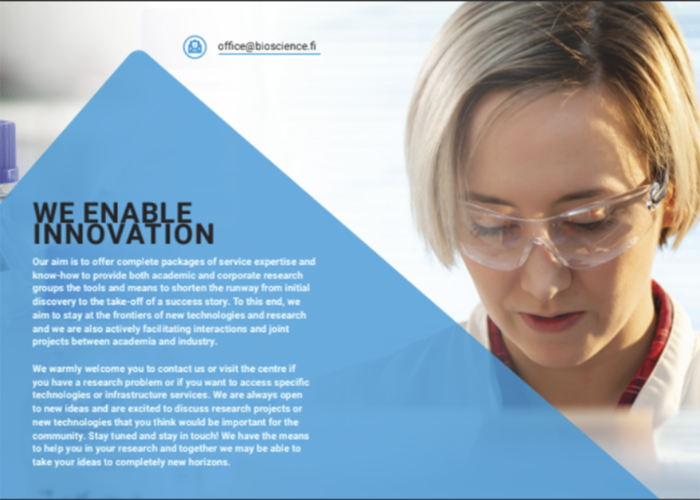 office@bioscience.fi
WE ENABLE
INNOVATION
Our aim is to offer complete packages of service expertise and
know-how to provide both academic and corporate research
groups the tools and means to shorten the runway from initial
discovery to the take-off of a success story. To this end, we
aim to stay at the frontiers of new technologies and research
and we are also actively facilitating interactions and joint
projects between academia and industry.
We warmly welcome you to contact us or visit the centre if
you have a research problem or if you want to access specific
technologies or infrastructure services. We are always open
to new ideas and are excited to discuss research projects or
new technologies that you think would be important for the
community. Stay tuned and stay in touch! We have the means
to help you in your research and together we may be able to
take your ideas to completely new horizons.